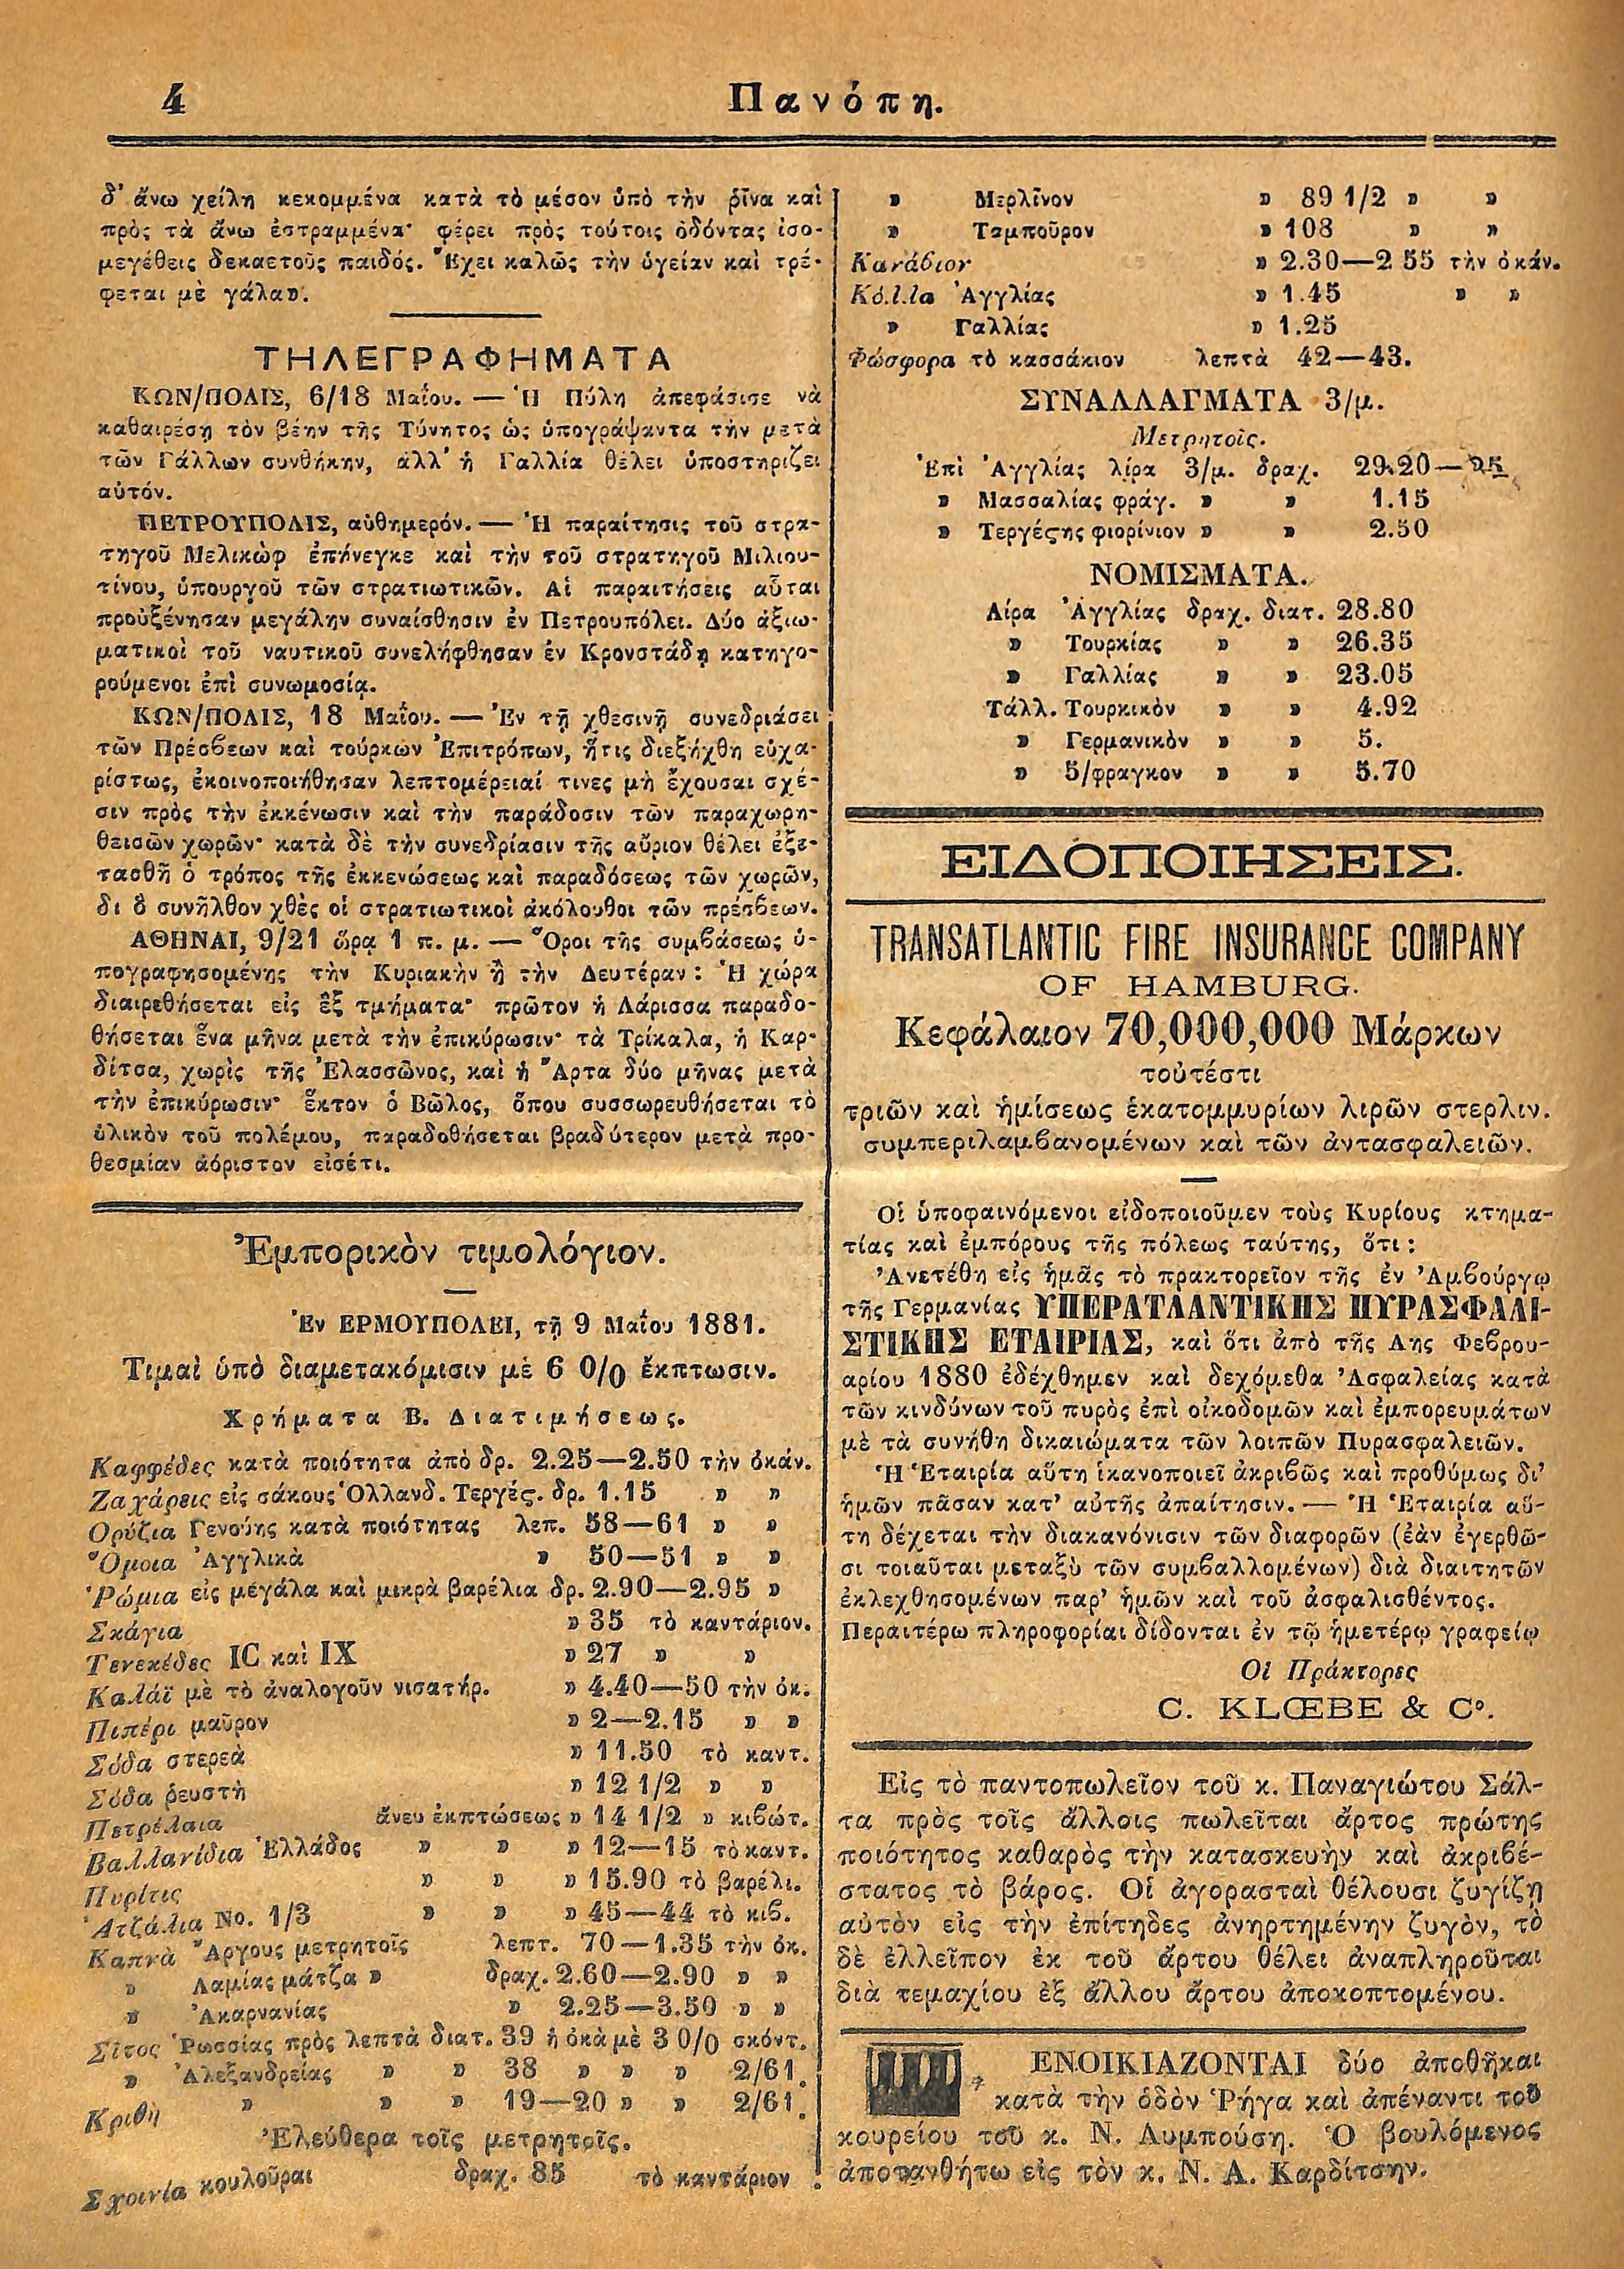 4
Πανόπη.
δ' ἄνω χείλη κεκομμένα κατὰ τὸ μέσον ὑπὸ τὴν ῥῖνα καὶ
πρὸς τὰ ἄνω ἐστραμμένα· φέρει πρὸς τούτοις ὀδόντας ἰσο-
μεγέθεις δεκαετοῦς παιδός. Ἔχει καλῶς τὴν ὑγείαν καὶ τρέ-
φεται μὲ γάλα».
ΤΗΛΕΓΡΑΦΗΜΑΤΑ
ΚΩΝ/ΠΟΛΙΣ, 6/18 Μαΐου. — Ἡ Πύλη ἀπεφάσισε νὰ
καθαιρέσῃ τὸν βέην τῆς Τύνητος ὡς ὑπογράψαντα τὴν μετὰ
τῶν Γάλλων συνθήκην, ἀλλ' ἡ Γαλλία θέλει ὑποστηρίζει
αὐτόν.
ΠΕΤΡΟΥΠΟΛΙΣ, αὐθημερόν. — Ἡ παραίτησις τοῦ στρα-
τηγοῦ Μελικὼφ ἐπήνεγκε καὶ τὴν τοῦ στρατηγοῦ Μιλιου-
τίνου, ὑπουργοῦ τῶν στρατιωτικῶν. Αἱ παραιτήσεις αὗται
προὐξένησαν μεγάλην συναίσθησιν ἐν Πετρουπόλει. Δύο ἀξιω-
ματικοὶ τοῦ ναυτικοῦ συνελήφθησαν ἐν Κρονστάδῃ κατηγο-
ρούμενοι ἐπὶ συνωμοσίᾳ.
ΚΩΝ/ΠΟΛΙΣ, 18 Μαΐου. — Ἐν τῇ χθεσινῇ συνεδριάσει
τῶν Πρέσβεων καὶ τούρκων Ἐπιτρόπων, ἥτις διεξήχθη εὐχα-
ρίστως, ἐκοινοποιήθησαν λεπτομέρειαί τινες μὴ ἔχουσαι σχέ-
σιν πρὸς τὴν ἐκκένωσιν καὶ τὴν παράδοσιν τῶν παραχωρη-
θεισῶν χωρῶν· κατὰ δὲ τὴν συνεδρίασιν τῆς αὔριον θέλει ἐξε-
τασθῆ ὁ τρόπος τῆς ἐκκενώσεως καὶ παραδόσεως τῶν χωρῶν,
δι ὃ συνῆλθον χθὲς οἱ στρατιωτικοὶ ἀκόλουθοι τῶν πρέσβεων.
ΑΘΗΝΑΙ, 9/21 ὥρᾳ 1 π. μ. — Ὅροι τῆς συμβάσεως ὑ-
πογραφησομένης τὴν Κυριακὴν ἢ τὴν Δευτέραν: Ἡ χώρα
διαιρεθήσεται εἰς ἓξ τμήματα· πρῶτον ἡ Λάρισσα παραδο-
θήσεται ἕνα μῆνα μετὰ τὴν ἐπικύρωσιν· τὰ Τρίκαλα, ἡ Καρ-
δίτσα, χωρὶς τῆς Ἐλασσῶνος, καὶ ἡ Ἄρτα δύο μῆνας μετὰ
τὴν ἐπικύρωσιν· ἕκτον ὁ Βῶλος, ὅπου συσσωρευθήσεται τὸ
ὑλικὸν τοῦ πολέμου, παραδοθήσεται βραδύτερον μετὰ προ-
θεσμίαν ἀόριστον εἰσέτι.
Ἐμπορικὸν τιμολόγιον.
Ἐν ΕΡΜΟΥΠΟΛΕΙ, τῇ 9 Μαΐου 1881.
Τιμαὶ ὑπὸ διαμετακόμισιν μὲ 6 0/0 ἔκπτωσιν.
Χρήματα Β. Διατιμήσεως.
Καφφέδες κατὰ ποιότητα ἀπὸ δρ. 2.25—2.50 τὴν ὀκάν.
Ζαχάρεις εἰς σάκους Ὁλλανδ. Τεργές. δρ. 1.15 » »
Ορύζια Γενούης κατὰ ποιότητας λεπ. 58—61 » »
Ὅμοια Ἀγγλικὰ » 50—51 » »
Ῥώμια εἰς μεγάλα καὶ μικρὰ βαρέλια δρ. 2.90—2.95 »
Σκάγια » 35 τὸ καντάριον.
Τενεκέδες IC καὶ IX » 27 » »
Καλάϊ μὲ τὸ ἀναλογοῦν νισατήρ. » 4.40—50 τὴν ὀκ.
Πιπέρι μαῦρον » 2—2.15 » »
Σόδα στερεὰ » 11.50 τὸ καντ.
Σόδα ῥευστὴ » 12 1/2 » »
Πετρέλαια ἄνευ ἐκπτώσεως » 14 1/2 » κιβώτ.
Βαλλανίδια Ἑλλάδος » » » 12—15 τὸ καντ.
Πυρίτις » » » 15.90 τὸ βαρέλι.
Ἀτζάλια Νο. 1/3 » » » 45—44 τὸ κιβ.
Καπνὰ Ἄργους μετρητοῖς λεπτ. 70—1.35 τὴν ὀκ.
» Λαμίας μάτζα » δραχ. 2.60—2.90 » »
» Ἀκαρνανίας » 2.25—3.50 » »
Σῖτος Ῥωσσίας πρὸς λεπτὰ διατ. 39 ἡ ὀκὰ μὲ 3 0/0 σκόντ.
» Ἀλεξανδρείας » » 38 » » » 2/61.
Κριθὴ » » » 19—20 » » 2/61.
Ἐλεύθερα τοῖς μετρητοῖς.
Σχοινία κουλοῦραι δραχ. 85 τὸ καντάριον.
» Μερλῖνον » 89 1/2 » »
» Ταμποῦρον » 108 » »
Κανάβιον » 2.30—2 55 τὴν ὀκάν.
Κόλλα Ἀγγλίας » 1.45 » »
» Γαλλίας » 1.25
Φώσφορα τὸ κασσάκιον λεπτὰ 42—43.
ΣΥΝΑΛΛΑΓΜΑΤΑ 3/μ.
Μετρητοῖς.
Ἐπὶ Ἀγγλίας λίρα 3/μ. δραχ. 29.20—25
» Μασσαλίας φράγ. » » 1.15
» Τεργέςης φιορίνιον » » 2.50
ΝΟΜΙΣΜΑΤΑ.
Λίρα Ἀγγλίας δραχ. διατ. 28.80
» Τουρκίας » » 26.35
» Γαλλίας » » 23.05
Τάλλ. Τουρκικὸν » » 4.92
» Γερμανικὸν » » 5.
» 5/φραγκον » » 5.70
ΕΙΔΟΠΟΙΗΣΕΙΣ.
TRANSATLANTIC FIRE INSURANCE COMPANY
OF HAMBURG.
Κεφάλαιον 70,000,000 Μάρκων
τοὐτέστι
τριῶν καὶ ἡμίσεως ἑκατομμυρίων λιρῶν στερλιν.
συμπεριλαμβανομένων καὶ τῶν ἀντασφαλειῶν.
Οἱ ὑποφαινόμενοι εἰδοποιοῦμεν τοὺς Κυρίους κτημα-
τίας καὶ ἐμπόρους τῆς πόλεως ταύτης, ὅτι:
Ἀνετέθη εἰς ἡμᾶς τὸ πρακτορεῖον τῆς ἐν Ἀμβούργῳ
τῆς Γερμανίας ΥΠΕΡΑΤΛΑΝΤΙΚΗΣ ΠΥΡΑΣΦΑΛΙ-
ΣΤΙΚΗΣ ΕΤΑΙΡΙΑΣ, καὶ ὅτι ἀπὸ τῆς Αης Φεβρου-
αρίου 1880 ἐδέχθημεν καὶ δεχόμεθα Ἀσφαλείας κατὰ
τῶν κινδύνων τοῦ πυρὸς ἐπὶ οἰκοδομῶν καὶ ἐμπορευμάτων
μὲ τὰ συνήθη δικαιώματα τῶν λοιπῶν Πυρασφαλειῶν.
Ἡ Ἑταιρία αὕτη ἱκανοποιεῖ ἀκριβῶς καὶ προθύμως δι'
ἡμῶν πᾶσαν κατ' αὐτῆς ἀπαίτησιν. — Ἡ Ἑταιρία αὕ-
τη δέχεται τὴν διακανόνισιν τῶν διαφορῶν (ἐὰν ἐγερθῶ-
σι τοιαῦται μεταξὺ τῶν συμβαλλομένων) διὰ διαιτητῶν
ἐκλεχθησομένων παρ' ἡμῶν καὶ τοῦ ἀσφαλισθέντος.
Περαιτέρω πληροφορίαι δίδονται ἐν τῷ ἡμετέρῳ γραφείῳ
Οἱ Πράκτορες
C. KLŒBE & Cº.
Εἰς τὸ παντοπωλεῖον τοῦ κ. Παναγιώτου Σάλ-
τα πρὸς τοῖς ἄλλοις πωλεῖται ἄρτος πρώτης
ποιότητος καθαρὸς τὴν κατασκευὴν καὶ ἀκριβέ-
στατος τὸ βάρος. Οἱ ἀγορασταὶ θέλουσι ζυγίζῃ
αὐτὸν εἰς τὴν ἐπίτηδες ἀνηρτημένην ζυγὸν, τὸ
δὲ ἐλλεῖπον ἐκ τοῦ ἄρτου θέλει ἀναπληροῦται
διὰ τεμαχίου ἐξ ἄλλου ἄρτου ἀποκοπτομένου.
ΕΝΟΙΚΙΑΖΟΝΤΑΙ δύο ἀποθῆκαι
κατὰ τὴν ὁδὸν Ῥήγα καὶ ἀπέναντι τοῦ
κουρείου τοῦ κ. Ν. Λυμπούση. Ὁ βουλόμενος
ἀποτανθήτω εἰς τὸν κ. Ν. Α. Καρδίτσην.